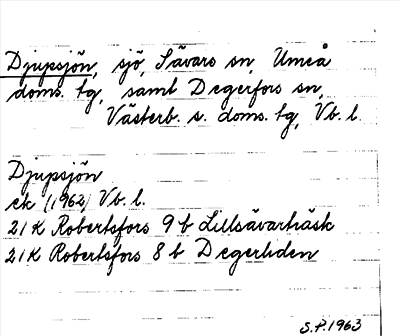 Djupsjön, sjö, Sävars sn, Umeå
doms. tg, samt Degerfors sn,
Västerb. s. doms. tg, Vb. l.
Djupsjön
ek (1962) Vb. l.
21 K Robertsfors 9 b Lillsävarträsk
21 K Robertsfors 8 b Degerliden
S.P. 1963